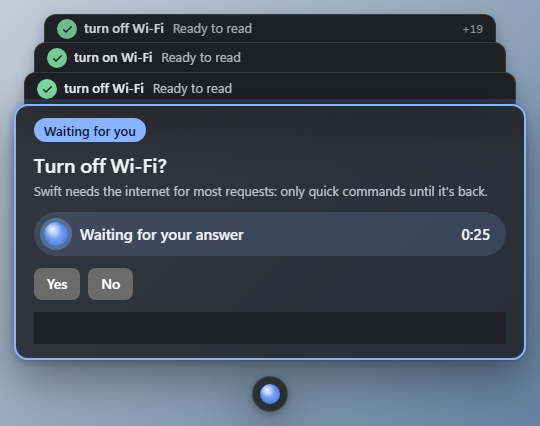 turn off Wi-Fi Ready to read +19
turn on Wi-Fi Ready to read
turn off Wi-Fi Ready to read
Waiting for you
Turn off Wi-Fi?
Swift needs the internet for most requests: only quick commands until it's back.
Waiting for your answer 0:25
Yes No